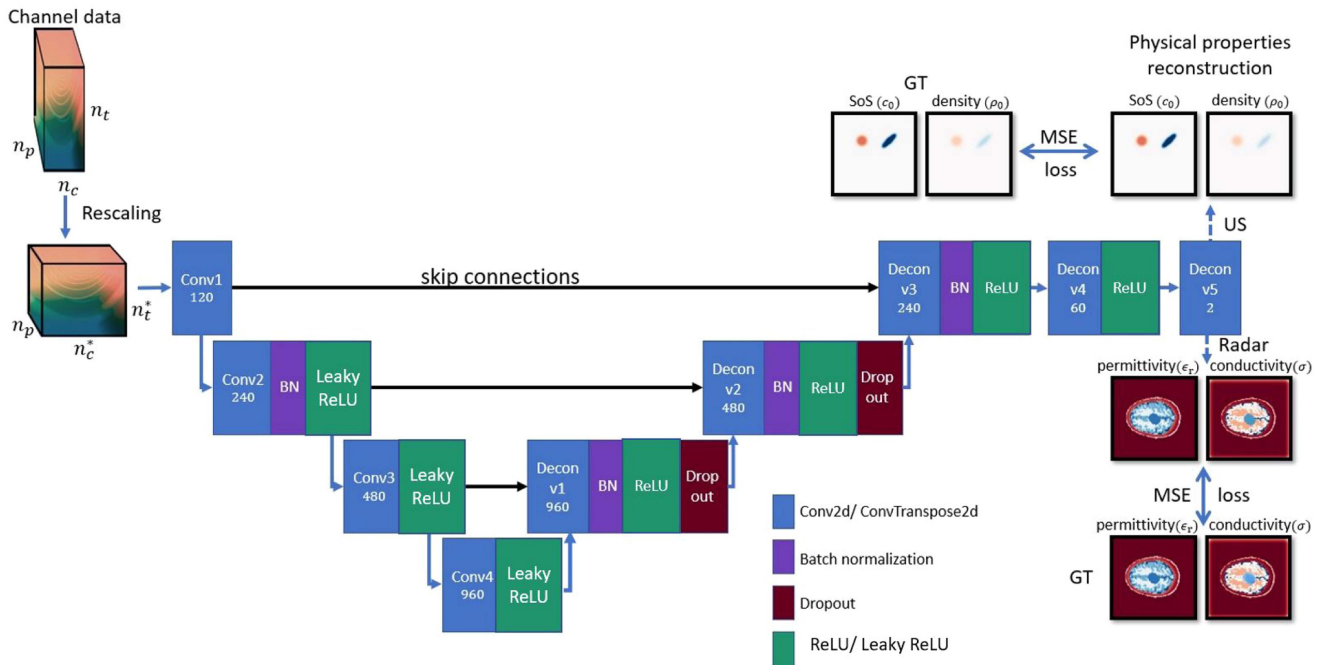 Channel data
n_t
n_p
n_c
Rescaling
n_t^*
n_p
n_c^*
Conv1
120
skip connections
Decon
v3
240
BN
ReLU
Decon
v4
60
ReLU
Decon
v5
2
Conv2
240
BN
Leaky
ReLU
Decon
v2
480
BN
ReLU
Drop
out
Conv3
480
Leaky
ReLU
Decon
v1
960
BN
ReLU
Drop
out
Conv4
960
Leaky
ReLU
GT
SoS (c₀)
density (ρ₀)
MSE
loss
Physical properties
reconstruction
SoS (c₀)
density (ρ₀)
US
Radar
permittivity(ϵ_r)
conductivity(σ)
MSE
loss
permittivity(ϵ_r)
conductivity(σ)
GT
Conv2d/ ConvTranspose2d
Batch normalization
Dropout
ReLU/ Leaky ReLU